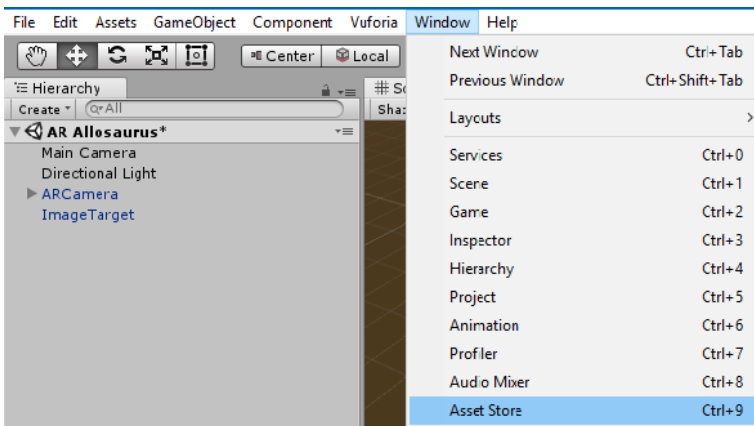 File Edit Assets GameObject Component Vuforia Window Help
Center Local
Hierarchy
Create All
AR Allosaurus*
Main Camera
Directional Light
ARCamera
ImageTarget
Next Window Ctrl+Tab
Previous Window Ctrl+Shift+Tab
Layouts
Services Ctrl+0
Scene Ctrl+1
Game Ctrl+2
Inspector Ctrl+3
Hierarchy Ctrl+4
Project Ctrl+5
Animation Ctrl+6
Profiler Ctrl+7
Audio Mixer Ctrl+8
Asset Store Ctrl+9